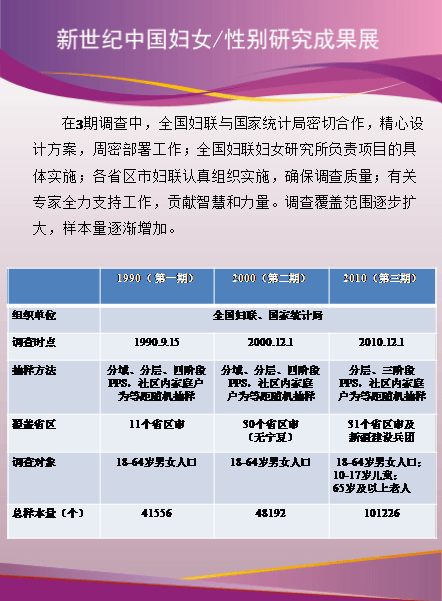 新世纪中国妇女/性别研究成果展
在3期调查中，全国妇联与国家统计局密切合作，精心设
计方案，周密部署工作；全国妇联妇女研究所负责项目的具
体实施；各省区市妇联认真组织实施，确保调查质量；有关
专家全力支持工作，贡献智慧和力量。调查覆盖范围逐步扩
大，样本量逐渐增加。
1990（第一期） 2000（第二期） 2010（第三期）
组织单位 全国妇联、国家统计局
调查时点 1990.9.15 2000.12.1 2010.12.1
抽样方法 分域、分层、四阶段 分域、分层、四阶段 分层、三阶段
PPS，社区内家庭户 PPS，社区内家庭 PPS，社区内家庭户
为等距随机抽样 户为等距随机抽样 为等距随机抽样
覆盖省区 11个省区市 30个省区市 31个省区市及
（无宁夏） 新疆建设兵团
调查对象 18-64岁男女人口 18-64岁男女人口 18-64岁男女人口；
10-17岁儿童；
65岁及以上老人
总样本量（个） 41556 48192 101226